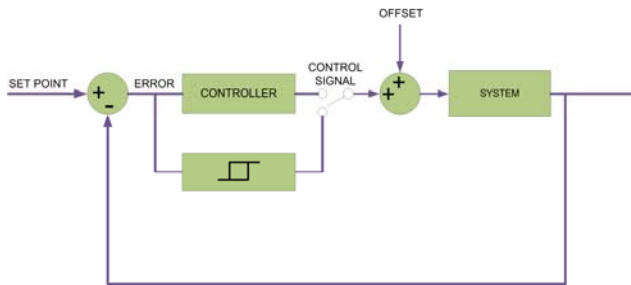 OFFSET
SET POINT
ERROR
CONTROLLER
CONTROL
SIGNAL
SYSTEM
+
-
+
+